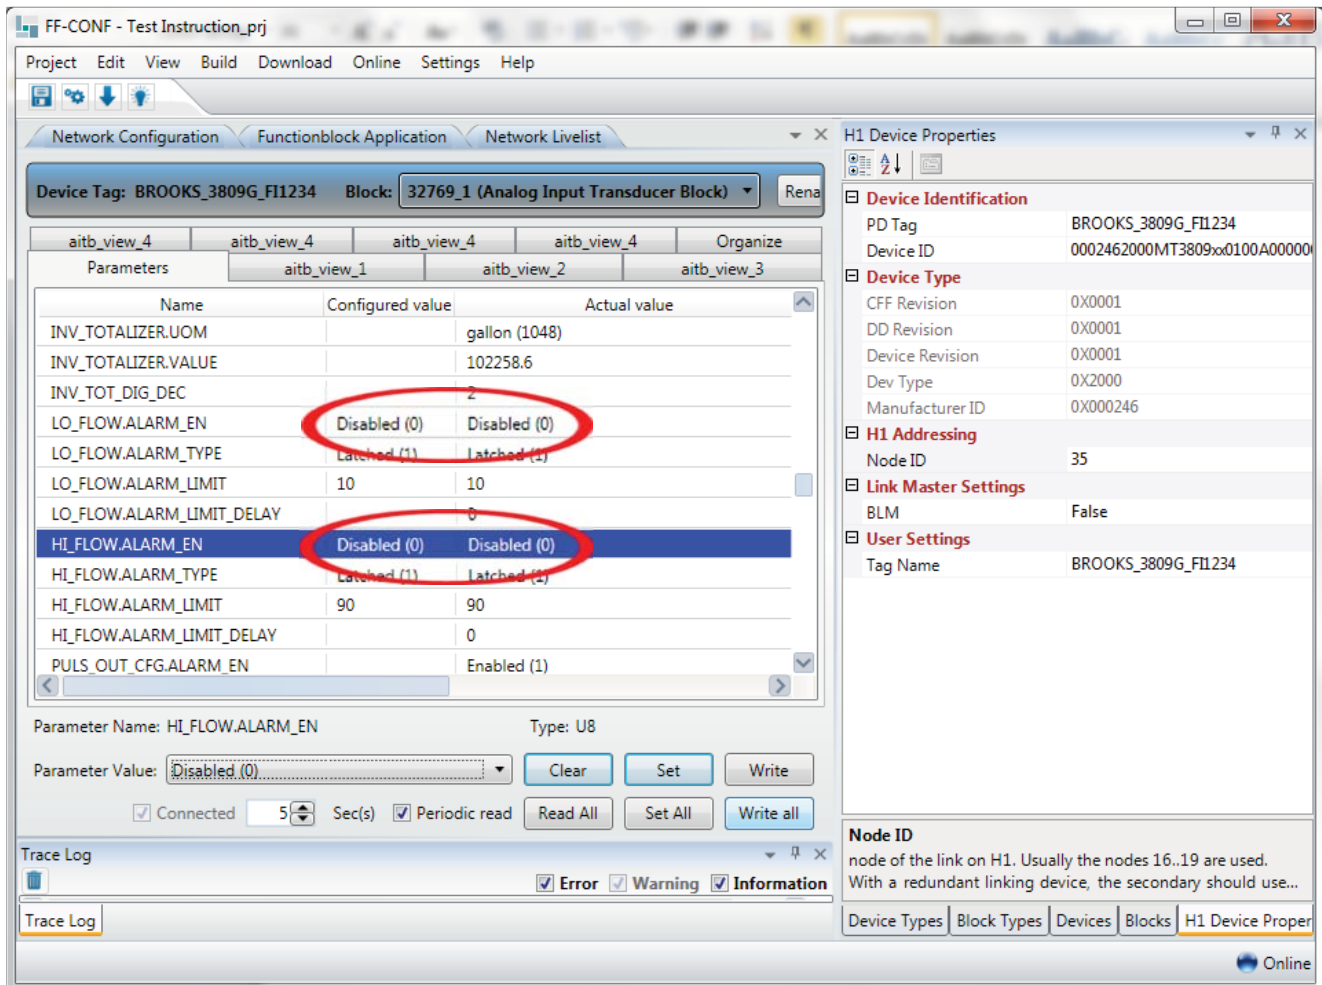 FF-CONF - Test Instruction_prj
Project Edit View Build Download Online Settings Help
Network Configuration Functionblock Application Network Livelist
Device Tag: BROOKS_3809G_FI1234 Block: 32769_1 (Analog Input Transducer Block) Rena
aitb_view_4 aitb_view_4 aitb_view_4 aitb_view_4 Organize
Parameters aitb_view_1 aitb_view_2 aitb_view_3
Name Configured value Actual value
INV_TOTALIZER.UOM gallon (1048)
INV_TOTALIZER.VALUE 102258.6
INV_TOT_DIG_DEC 2
LO_FLOW.ALARM_EN Disabled (0) Disabled (0)
LO_FLOW.ALARM_TYPE Latched (1) Latched (1)
LO_FLOW.ALARM_LIMIT 10 10
LO_FLOW.ALARM_LIMIT_DELAY 0
HI_FLOW.ALARM_EN Disabled (0) Disabled (0)
HI_FLOW.ALARM_TYPE Latched (1) Latched (1)
HI_FLOW.ALARM_LIMIT 90 90
HI_FLOW.ALARM_LIMIT_DELAY 0
PULS_OUT_CFG.ALARM_EN Enabled (1)
Parameter Name: HI_FLOW.ALARM_EN Type: U8
Parameter Value: Disabled (0) Clear Set Write
Connected 5 Sec(s) Periodic read Read All Set All Write all
Trace Log
Error Warning Information
Trace Log
H1 Device Properties
Device Identification
PD Tag BROOKS_3809G_FI1234
Device ID 0002462000MT3809xx0100A000000
Device Type
CFF Revision 0X0001
DD Revision 0X0001
Device Revision 0X0001
Dev Type 0X2000
Manufacturer ID 0X000246
H1 Addressing
Node ID 35
Link Master Settings
BLM False
User Settings
Tag Name BROOKS_3809G_FI1234
Node ID
node of the link on H1. Usually the nodes 16..19 are used.
With a redundant linking device, the secondary should use...
Device Types Block Types Devices Blocks H1 Device Proper
Online